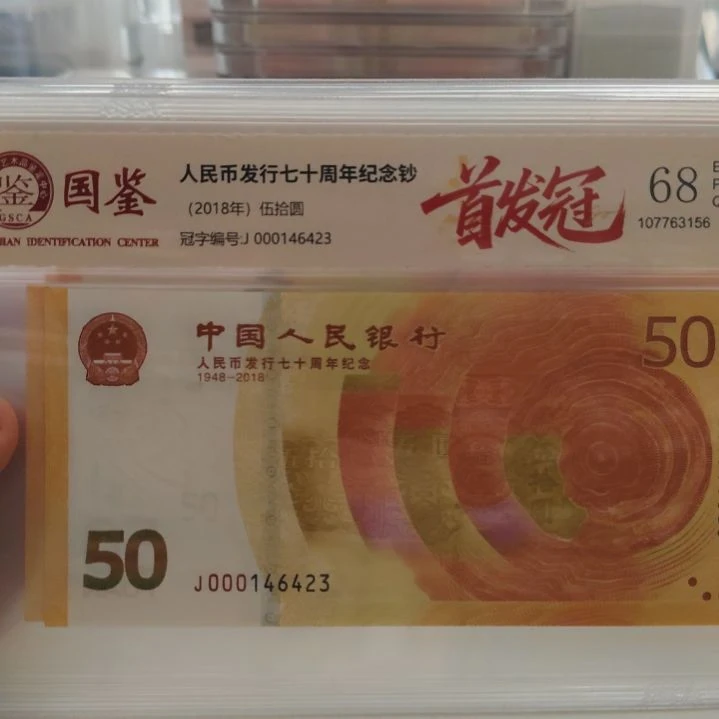 鉴
GSCA
国鉴
IAN IDENTIFICATION CENTER
人民币发行七十周年纪念钞
（2018年）伍拾圆
冠字编号:J 000146423
首发冠
68
107763156
中国人民银行
人民币发行七十周年纪念
1948-2018
50
50
J000146423